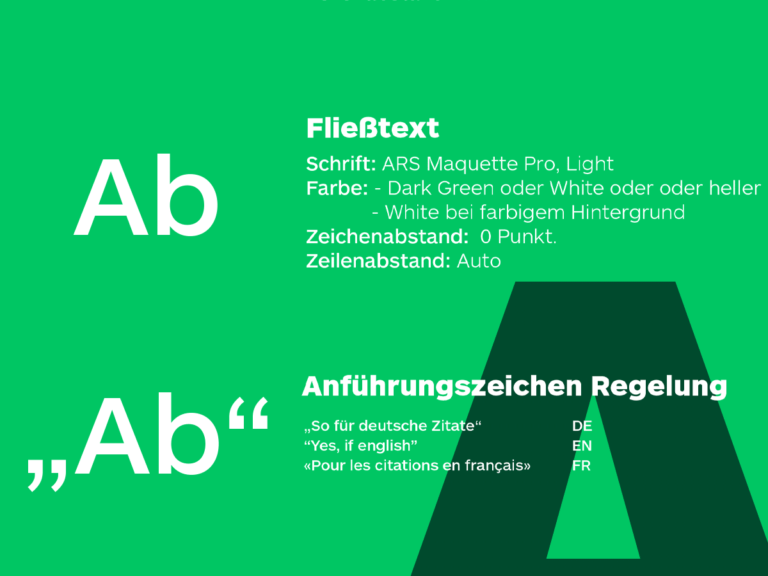 Ab
Fließtext
Schrift: ARS Maquette Pro, Light
Farbe: - Dark Green oder White oder oder heller
- White bei farbigem Hintergrund
Zeichenabstand: 0 Punkt.
Zeilenabstand: Auto
„Ab“
Anführungszeichen Regelung
„So für deutsche Zitate“ DE
“Yes, if english” EN
«Pour les citations en français» FR
A